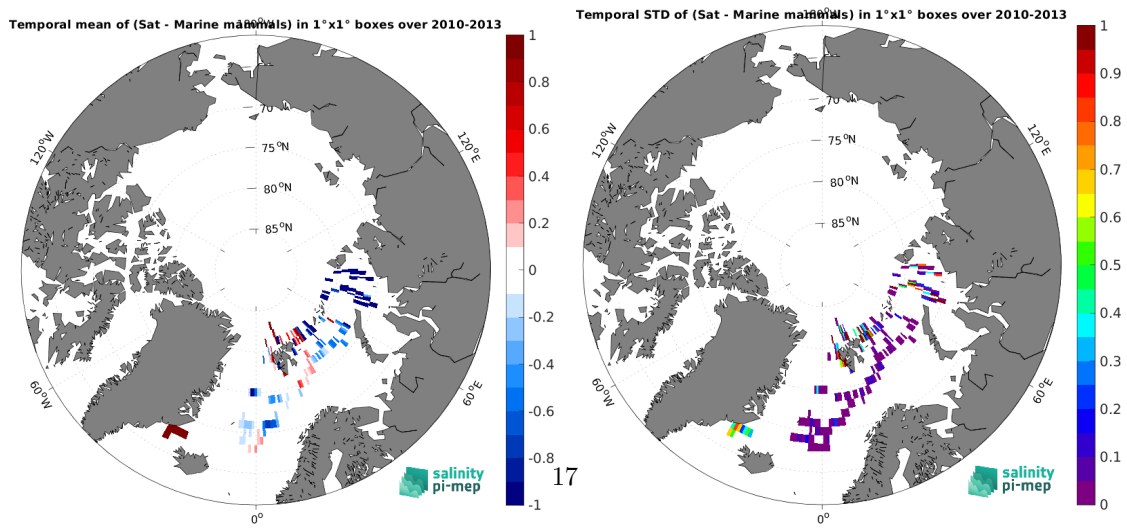 Temporal mean of (Sat - Marine mammals) in 1°x1° boxes over 2010-2013
180°W
120°W
120°E
60°W
60°E
0°
70
75°N
80°N
85°N
1
0.8
0.6
0.4
0.2
0
-0.2
-0.4
-0.6
-0.8
-1
salinity
pi-mep
17
Temporal STD of (Sat - Marine mammals) in 1°x1° boxes over 2010-2013
180°W
120°W
120°E
60°W
60°E
0°
70
75°N
80°N
85°N
1
0.9
0.8
0.7
0.6
0.5
0.4
0.3
0.2
0.1
0
salinity
pi-mep